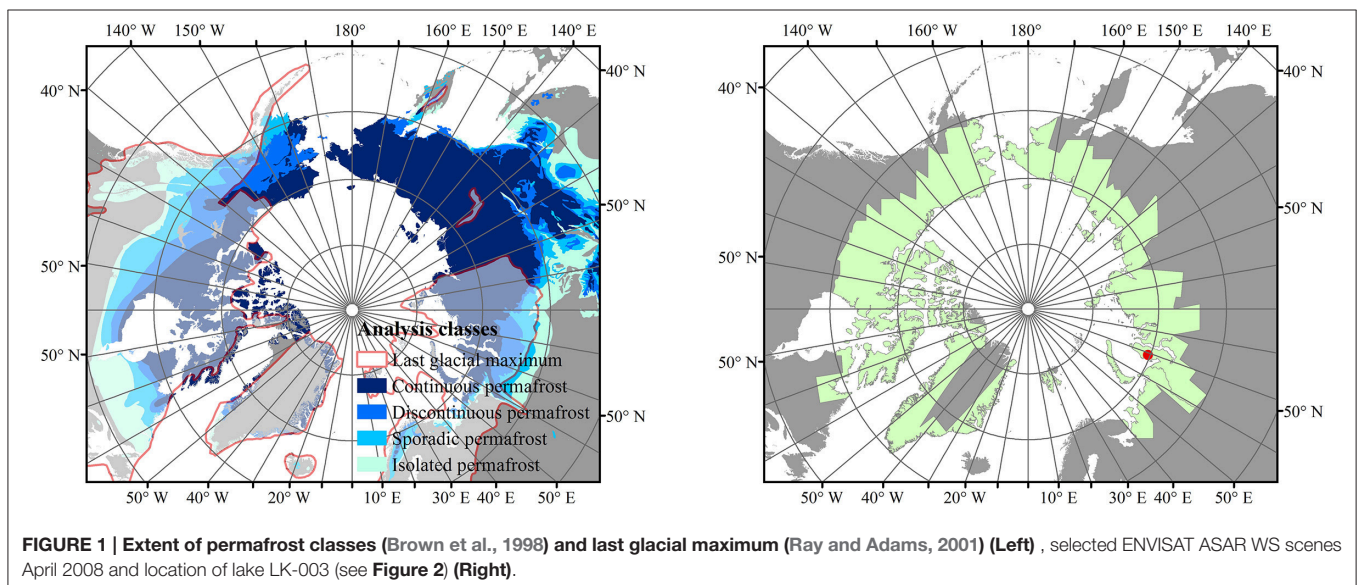 140° W 150° W 180° 160° E 150° E 140° E
40° N
40° N
50° N
50° N
50° N
50° N
Analysis classes
Last glacial maximum
Continuous permafrost
Discontinuous permafrost
Sporadic permafrost
Isolated permafrost
50° W 40° W 20° W 10° E 30° E 40° E 50° E
140° W 160° W 180° 160° E 150° E 140° E
40° N
40° N
50° N
50° N
50° N
50° N
50° W 40° W 20° W 10° E 30° E 50° E
FIGURE 1 | Extent of permafrost classes (Brown et al., 1998) and last glacial maximum (Ray and Adams, 2001) (Left) , selected ENVISAT ASAR WS scenes
April 2008 and location of lake LK-003 (see Figure 2) (Right).